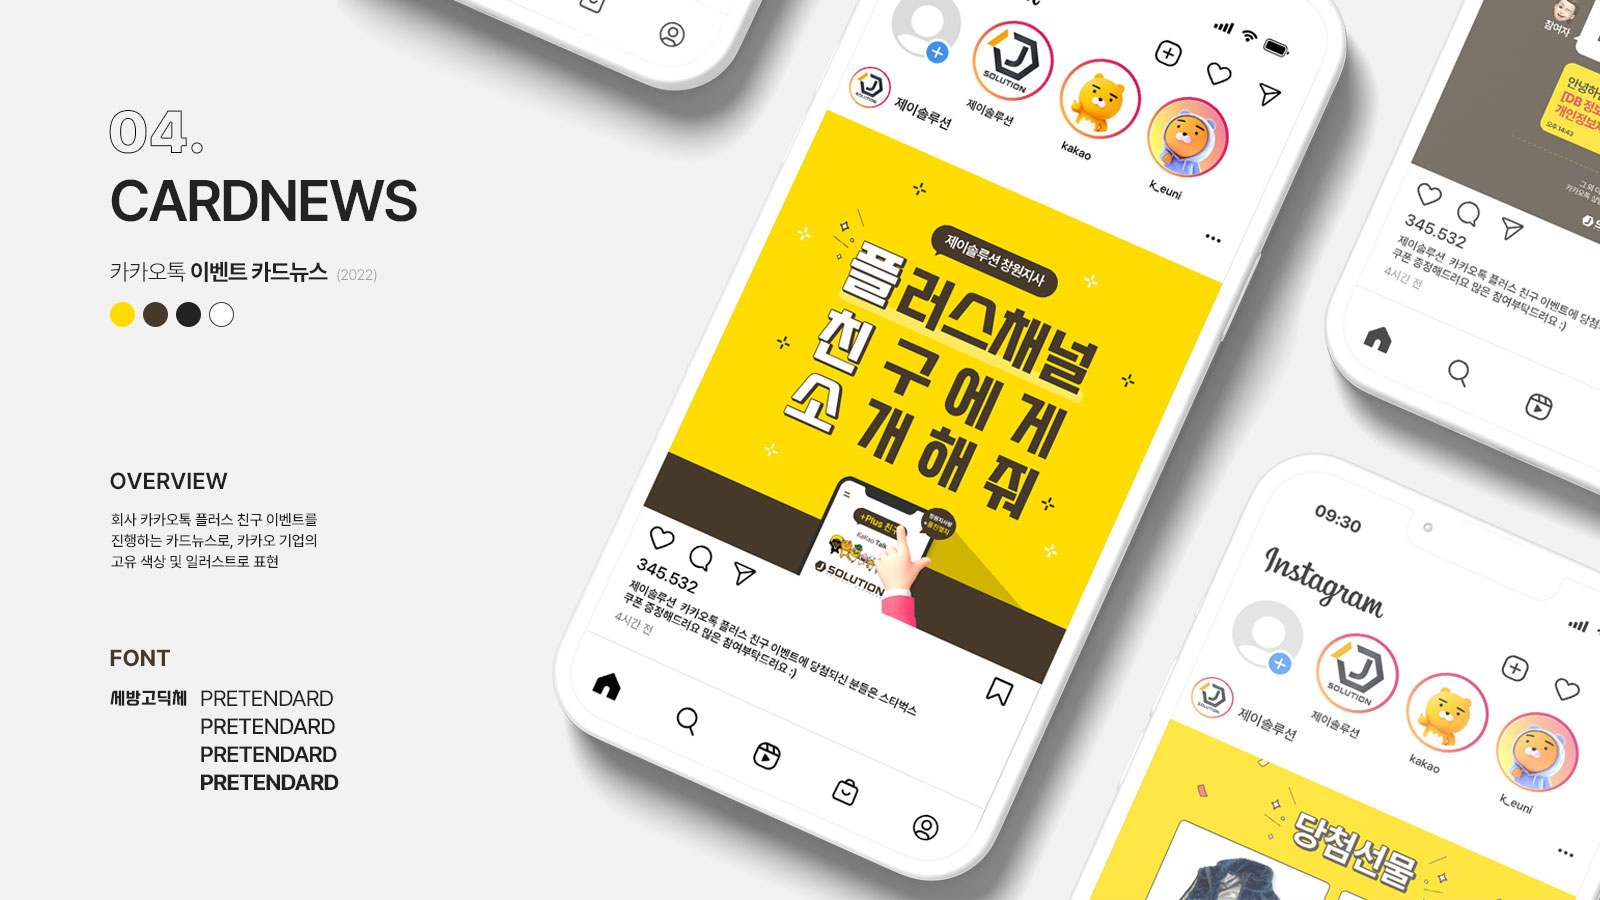 04.
CARDNEWS
카카오톡 이벤트 카드뉴스 (2022)
OVERVIEW
회사 카카오톡 플러스 친구 이벤트를
진행하는 카드뉴스로, 카카오 기업의
고유 색상 및 일러스트로 표현
FONT
세방고딕체 PRETENDARD
PRETENDARD
PRETENDARD
PRETENDARD
J
SOLUTION
제이솔루션
kakao
k_euni
SOLUTION
제이솔루션
제이솔루션 창원지사
플러스채널
친구에게
소개해줘
+Plus 친구
Kakao Talk
SOLUTION
345.532
제이솔루션 카카오톡 플러스 친구 이벤트에 당첨되신 분들은 스타벅스
쿠폰 증정해드려요 많은 참여부탁드려요 :)
4시간 전
참여자
안녕하
[DB 정보
개인정보
오후 14:43
345.532
제이솔루션 카카오톡 플러스 친구 이벤트에 당첨
쿠폰 증정해드려요 많은 참여부탁드려요 :)
4시간 전
09:30
Instagram
J
SOLUTION
제이솔루션
kakao
k_euni
제이솔루션
당첨선물